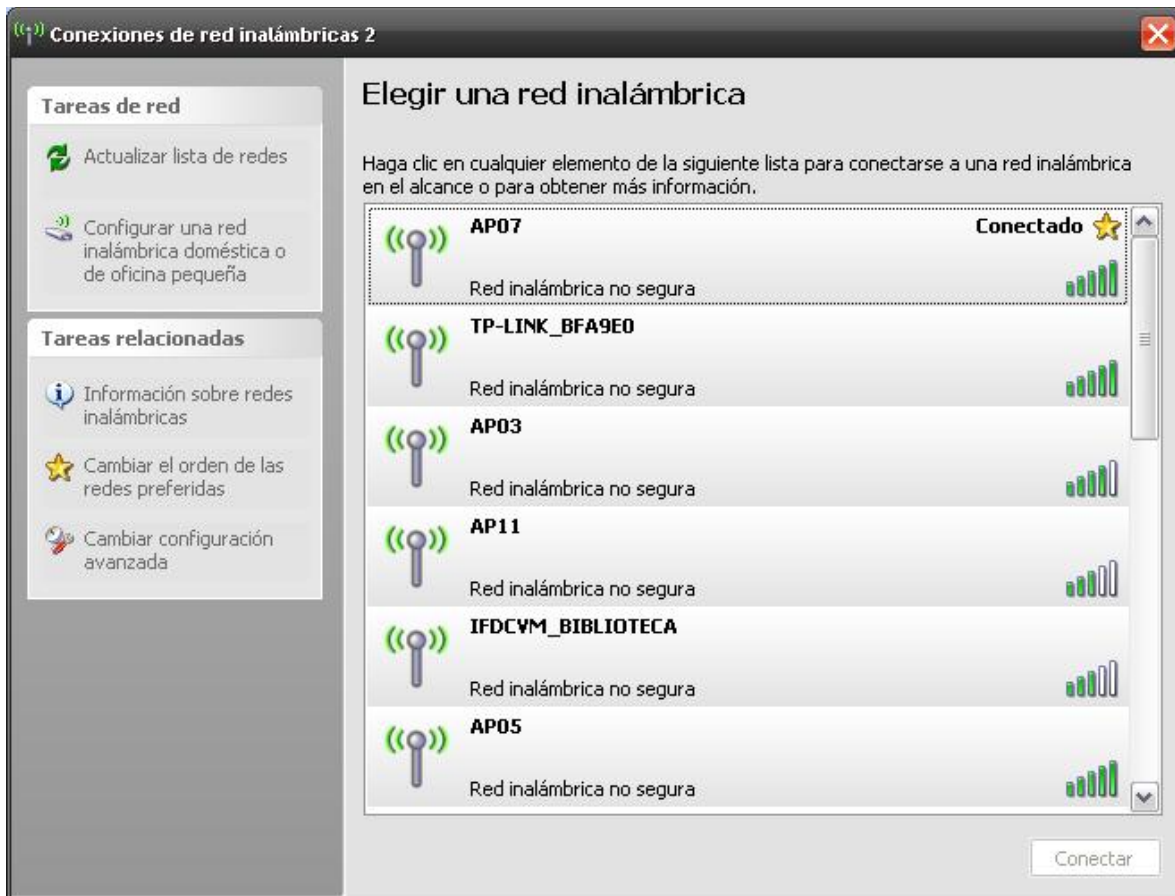 Conexiones de red inalámbricas 2
Tareas de red
Actualizar lista de redes
Configurar una red
inalámbrica doméstica o
de oficina pequeña
Tareas relacionadas
Información sobre redes
inalámbricas
Cambiar el orden de las
redes preferidas
Cambiar configuración
avanzada
Elegir una red inalámbrica
Haga clic en cualquier elemento de la siguiente lista para conectarse a una red inalámbrica
en el alcance o para obtener más información.
AP07 Conectado
Red inalámbrica no segura
TP-LINK_BFA9E0
Red inalámbrica no segura
AP03
Red inalámbrica no segura
AP11
Red inalámbrica no segura
IFDCVM_BIBLIOTECA
Red inalámbrica no segura
AP05
Red inalámbrica no segura
Conectar